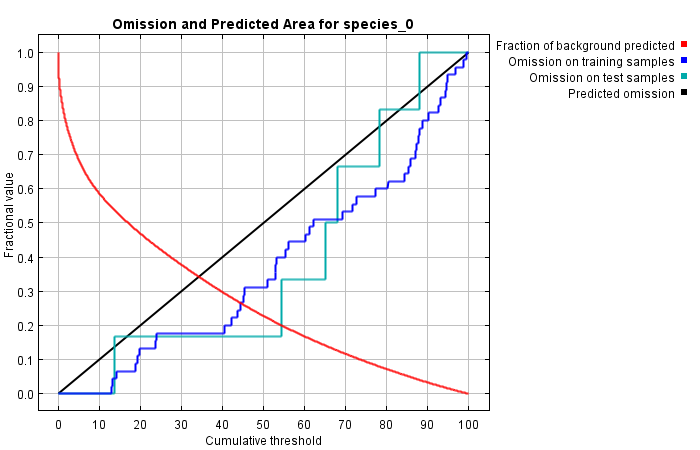 Omission and Predicted Area for species_0
Fraction of background predicted
Omission on training samples
Omission on test samples
Predicted omission
Fractional value
1.0
0.9
0.8
0.7
0.6
0.5
0.4
0.3
0.2
0.1
0.0
0 10 20 30 40 50 60 70 80 90 100
Cumulative threshold